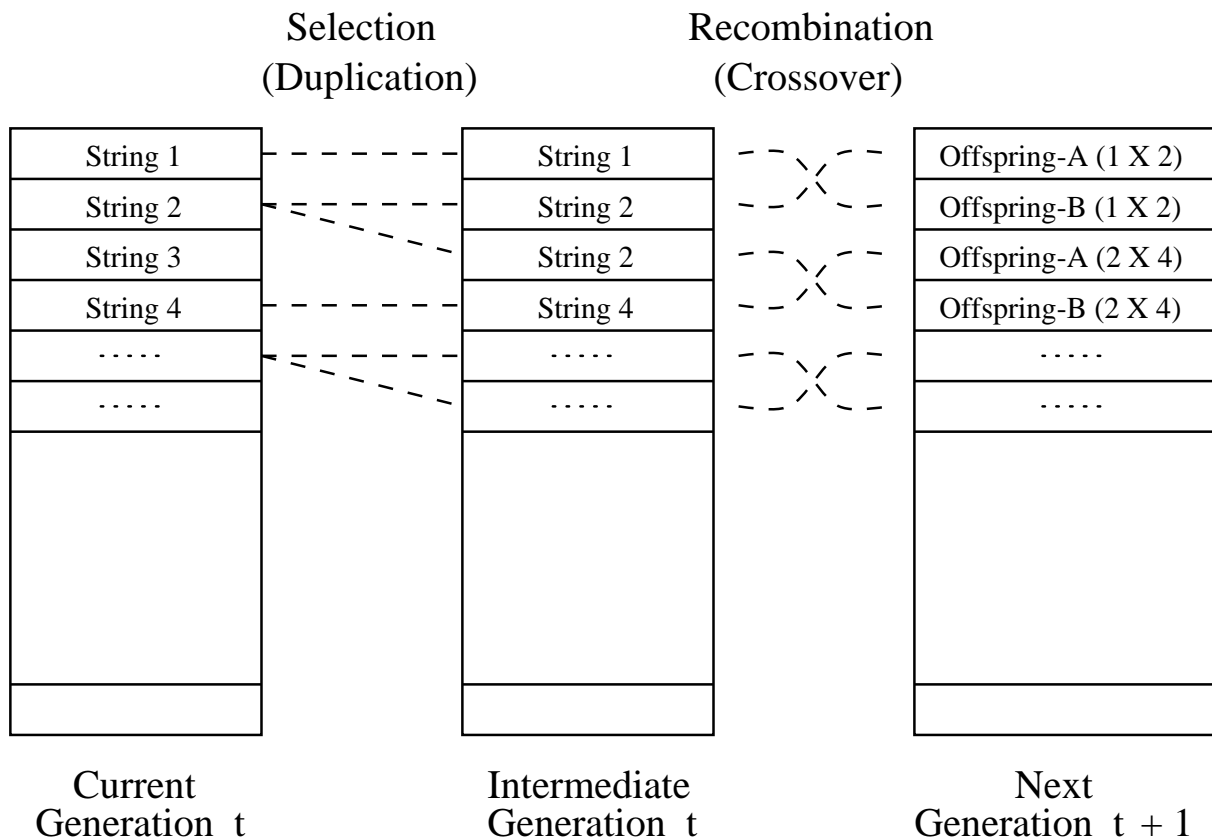 Selection
(Duplication)
Recombination
(Crossover)
String 1
String 2
String 3
String 4
.....
.....
String 1
String 2
String 2
String 4
.....
.....
Offspring-A (1 X 2)
Offspring-B (1 X 2)
Offspring-A (2 X 4)
Offspring-B (2 X 4)
.....
.....
Current
Generation t
Intermediate
Generation t
Next
Generation t + 1